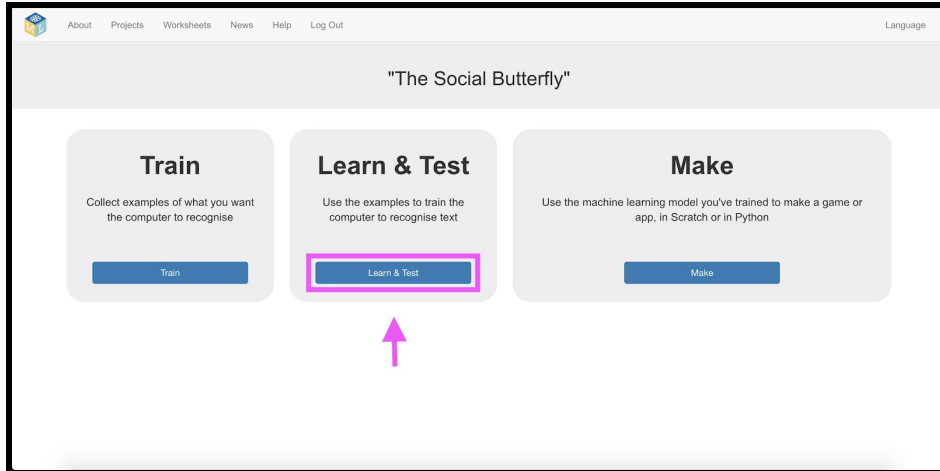 About Projects Worksheets News Help Log Out Language
"The Social Butterfly"
Train
Collect examples of what you want
the computer to recognise
Train
Learn & Test
Use the examples to train the
computer to recognise text
Learn & Test
Make
Use the machine learning model you've trained to make a game or
app, in Scratch or in Python
Make